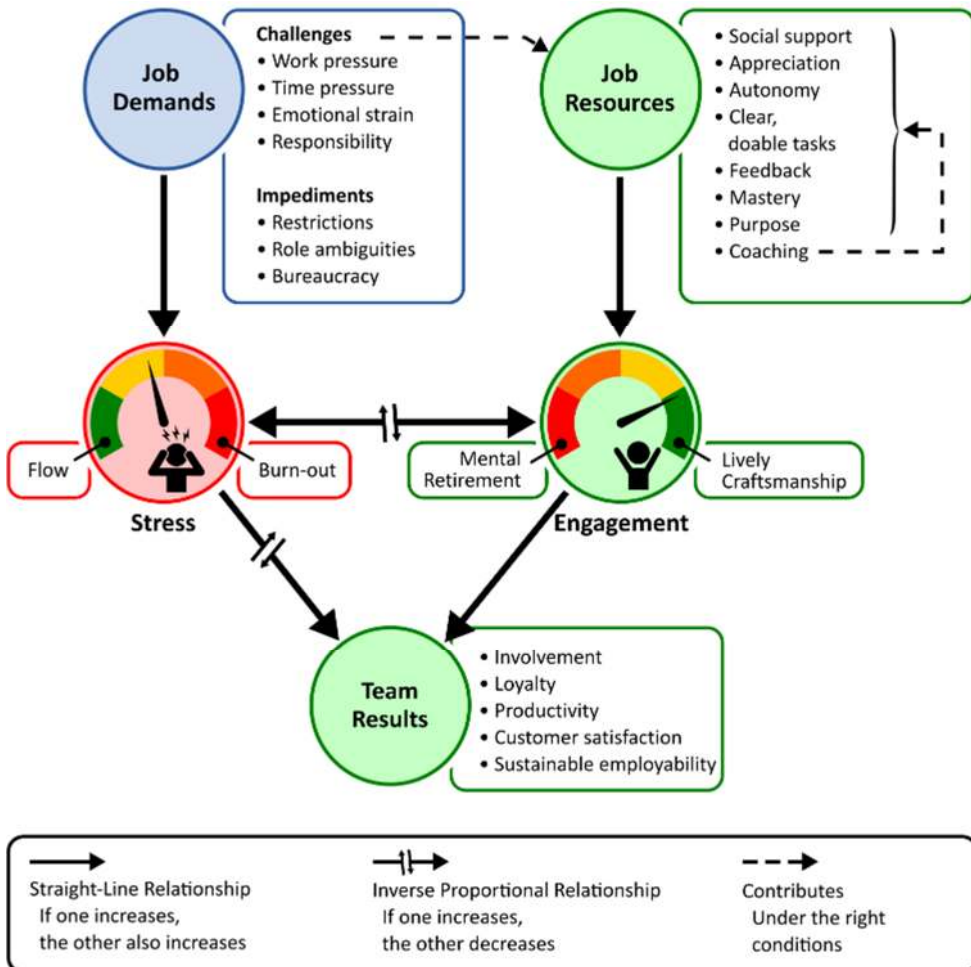 Job
Demands
Challenges
• Work pressure
• Time pressure
• Emotional strain
• Responsibility
Impediments
• Restrictions
• Role ambiguities
• Bureaucracy
Job
Resources
• Social support
• Appreciation
• Autonomy
• Clear,
doable tasks
• Feedback
• Mastery
• Purpose
• Coaching
Flow
Burn-out
Stress
Mental
Retirement
Lively
Craftsmanship
Engagement
Team
Results
• Involvement
• Loyalty
• Productivity
• Customer satisfaction
• Sustainable employability
Straight-Line Relationship
If one increases,
the other also increases
Inverse Proportional Relationship
If one increases,
the other decreases
Contributes
Under the right
conditions